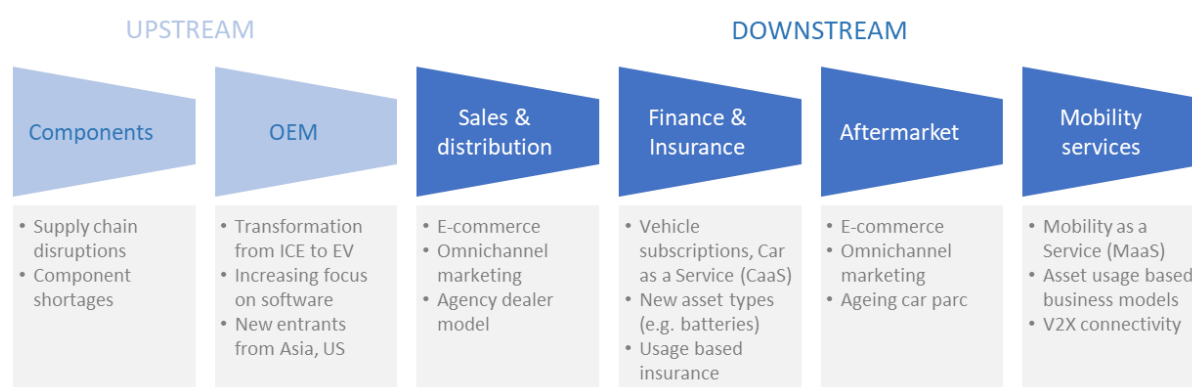 UPSTREAM
DOWNSTREAM
Components
OEM
Sales &
distribution
Finance &
Insurance
Aftermarket
Mobility
services
• Supply chain
disruptions
• Component
shortages
• Transformation
from ICE to EV
• Increasing focus
on software
• New entrants
from Asia, US
• E-commerce
• Omnichannel
marketing
• Agency dealer
model
• Vehicle
subscriptions, Car
as a Service (CaaS)
• New asset types
(e.g. batteries)
• Usage based
insurance
• E-commerce
• Omnichannel
marketing
• Ageing car parc
• Mobility as a
Service (MaaS)
• Asset usage based
business models
• V2X connectivity